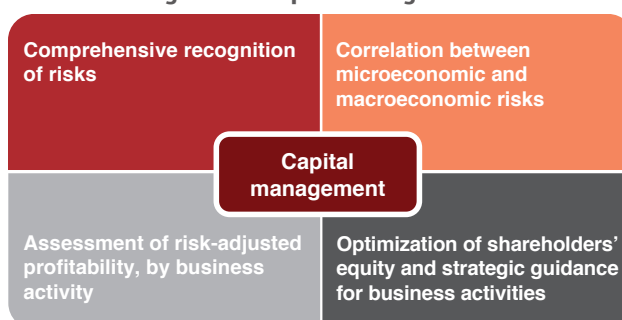 Comprehensive recognition
of risks
Correlation between
microeconomic and
macroeconomic risks
Capital
management
Assessment of risk-adjusted
profitability, by business
activity
Optimization of shareholders’
equity and strategic guidance
for business activities